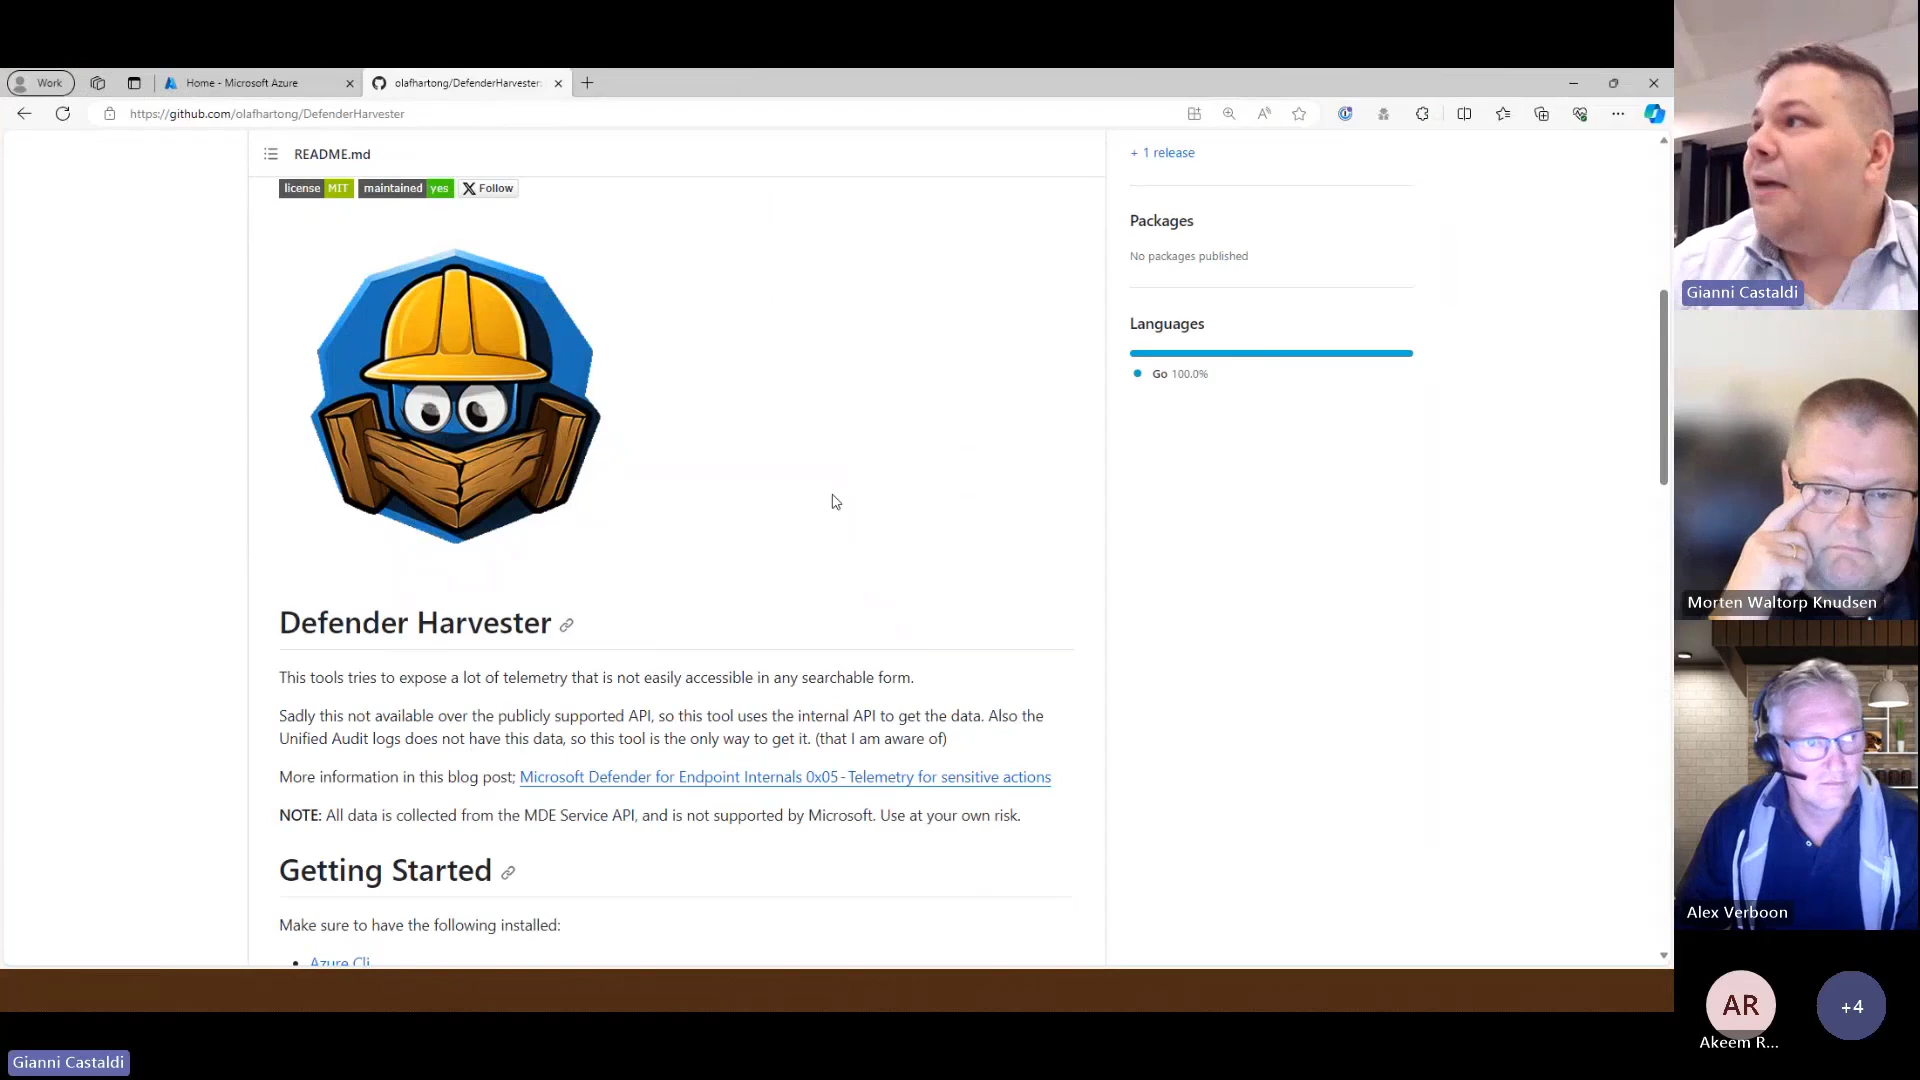 Work
Home - Microsoft Azure
olafhartong/DefenderHarvester:
https://github.com/olafhartong/DefenderHarvester
README.md
license MIT maintained yes X Follow
Defender Harvester
This tools tries to expose a lot of telemetry that is not easily accessible in any searchable form.
Sadly this not available over the publicly supported API, so this tool uses the internal API to get the data. Also the
Unified Audit logs does not have this data, so this tool is the only way to get it. (that I am aware of)
More information in this blog post; Microsoft Defender for Endpoint Internals 0x05 - Telemetry for sensitive actions
NOTE: All data is collected from the MDE Service API, and is not supported by Microsoft. Use at your own risk.
Getting Started
Make sure to have the following installed:
Azure Cli
+ 1 release
Packages
No packages published
Languages
Go 100.0%
Gianni Castaldi
Morten Waltorp Knudsen
Alex Verboon
AR
Akeem R...
+4
Gianni Castaldi